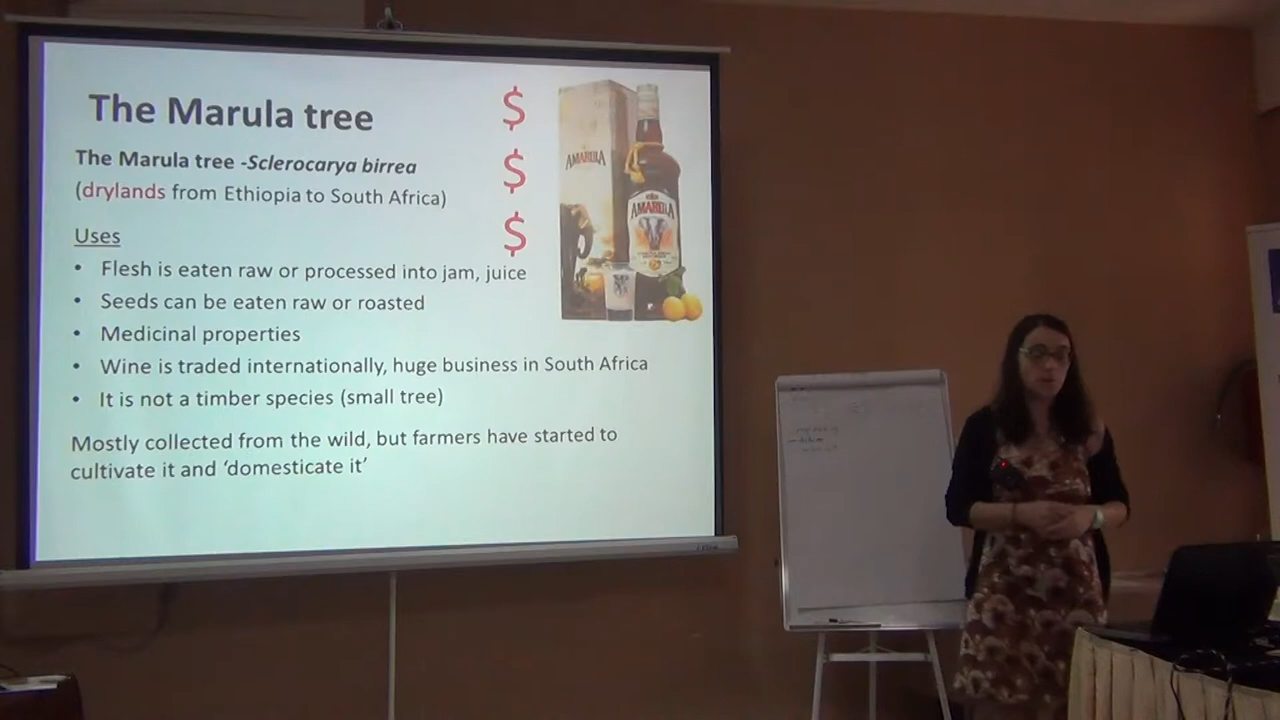 The Marula tree
The Marula tree -Sclerocarya birrea
(drylands from Ethiopia to South Africa)
Uses
• Flesh is eaten raw or processed into jam, juice
• Seeds can be eaten raw or roasted
• Medicinal properties
• Wine is traded internationally, huge business in South Africa
• It is not a timber species (small tree)
Mostly collected from the wild, but farmers have started to
cultivate it and ‘domesticate it’
$
$
$
AMARULA
AMARULA